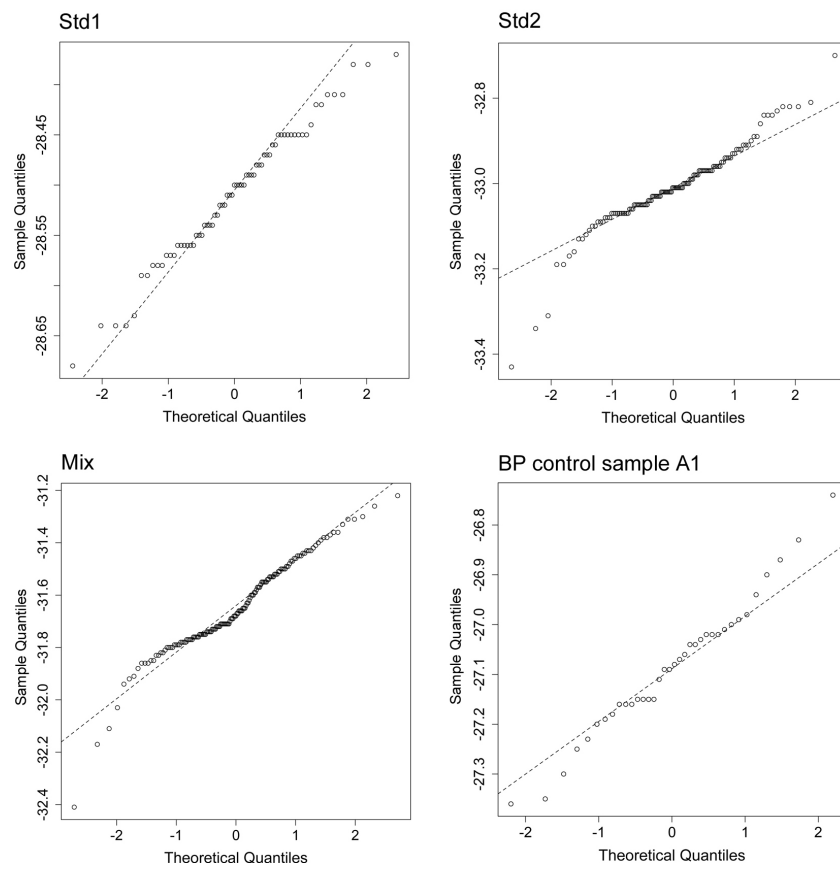 Std1
Sample Quantiles
-28.45
-28.55
-28.65
-2 -1 0 1 2
Theoretical Quantiles
Std2
Sample Quantiles
-32.8
-33.0
-33.2
-33.4
-2 -1 0 1 2
Theoretical Quantiles
Mix
Sample Quantiles
-31.2
-31.4
-31.6
-31.8
-32.0
-32.2
-32.4
-2 -1 0 1 2
Theoretical Quantiles
BP control sample A1
Sample Quantiles
-26.8
-26.9
-27.0
-27.1
-27.2
-27.3
-2 -1 0 1 2
Theoretical Quantiles